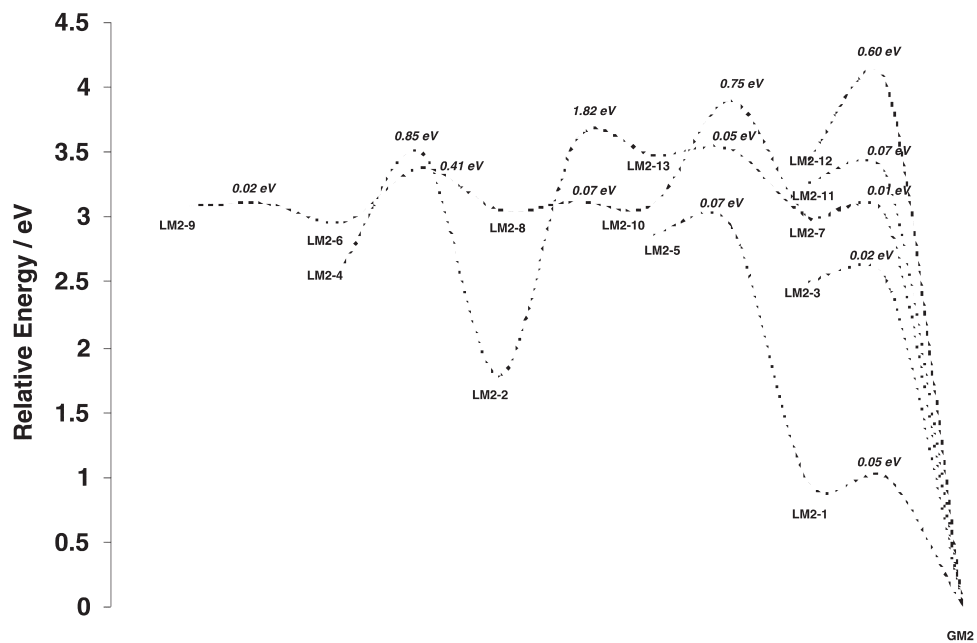 4.5
4
3.5
3
2.5
2
1.5
1
0.5
0
Relative Energy / eV
0.60 eV
0.75 eV
1.82 eV
0.85 eV
0.05 eV
0.41 eV
0.07 eV
LM2-12
LM2-13
0.02 eV
0.07 eV
LM2-11
0.01 eV
0.07 eV
LM2-9
LM2-6
LM2-8
LM2-10
LM2-7
LM2-5
0.02 eV
LM2-4
LM2-3
LM2-2
0.05 eV
LM2-1
GM2